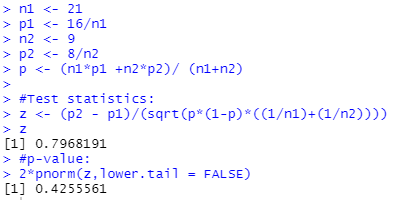 > n1 <- 21
> p1 <- 16/n1
> n2 <- 9
> p2 <- 8/n2
> p <- (n1*p1 +n2*p2)/ (n1+n2)
>
> #Test statistics:
> z <- (p2 - p1)/(sqrt(p*(1-p)*((1/n1)+(1/n2))))
> z
[1] 0.7968191
> #p-value:
> 2*pnorm(z,lower.tail = FALSE)
[1] 0.4255561